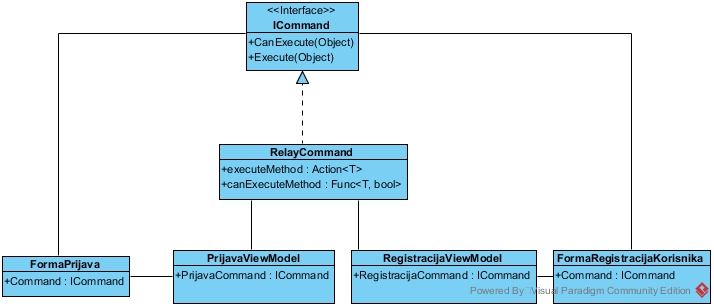 <<Interface>>
ICommand
+CanExecute(Object)
+Execute(Object)
RelayCommand
+executeMethod : Action<T>
+canExecuteMethod : Func<T, bool>
FormaPrijava
+Command : ICommand
PrijavaViewModel
+PrijavaCommand : ICommand
RegistracijaViewModel
+RegistracijaCommand : ICommand
FormaRegistracijaKorisnika
+Command : ICommand
Powered By Visual Paradigm Community Edition